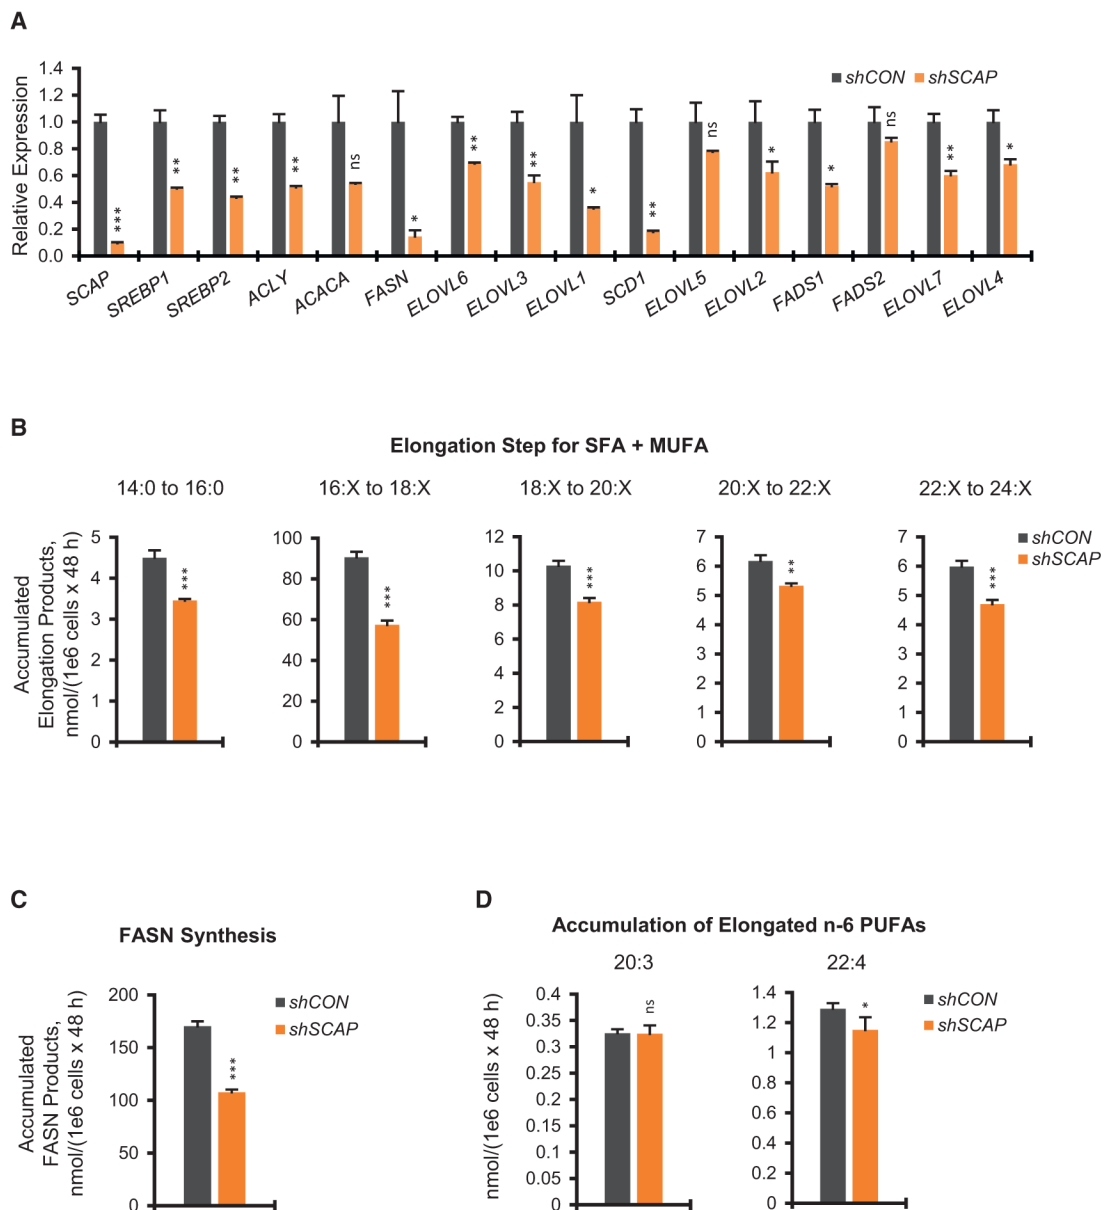 A
shCON shSCAP
Relative Expression
1.4
1.2
1.0
0.8
0.6
0.4
0.2
0.0
*** ** ** ** ns * ** ** * ** ns * * ns ** *
SCAP SREBP1 SREBP2 ACLY ACACA FASN ELOVL6 ELOVL3 ELOVL1 SCD1 ELOVL5 ELOVL2 FADS1 FADS2 ELOVL7 ELOVL4
B
Elongation Step for SFA + MUFA
14:0 to 16:0 16:X to 18:X 18:X to 20:X 20:X to 22:X 22:X to 24:X
Accumulated
Elongation Products,
nmol/(1e6 cells x 48 h)
5
4
3
2
1
0
***
100
80
60
40
20
0
***
12
10
8
6
4
2
0
***
7
6
5
4
3
2
1
0
**
7
6
5
4
3
2
1
0
***
shCON
shSCAP
C
FASN Synthesis
Accumulated
FASN Products,
nmol/(1e6 cells x 48 h)
200
150
100
50
0
***
shCON
shSCAP
D
Accumulation of Elongated n-6 PUFAs
20:3 22:4
nmol/(1e6 cells x 48 h)
0.4
0.35
0.3
0.25
0.2
0.15
0.1
0.05
0
ns
1.4
1.2
1
0.8
0.6
0.4
0.2
0
*
shCON
shSCAP